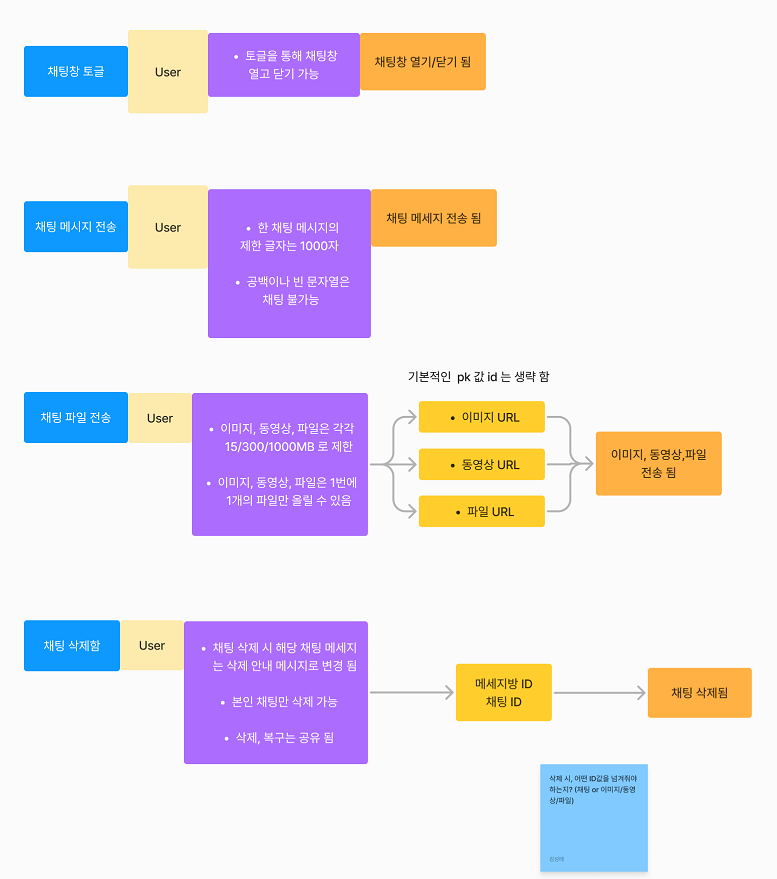 채팅창 토글
User
• 토글을 통해 채팅창
열고 닫기 가능
채팅창 열기/닫기 됨
채팅 메시지 전송
User
• 한 채팅 메시지의
제한 글자는 1000자
• 공백이나 빈 문자열은
채팅 불가능
채팅 메세지 전송 됨
기본적인 pk 값 id 는 생략 함
채팅 파일 전송
User
• 이미지, 동영상, 파일은 각각
15/300/1000MB 로 제한
• 이미지, 동영상, 파일은 1번에
1개의 파일만 올릴 수 있음
• 이미지 URL
• 동영상 URL
• 파일 URL
이미지, 동영상,파일
전송 됨
채팅 삭제함
User
• 채팅 삭제 시 해당 채팅 메세지
는 삭제 안내 메시지로 변경 됨
• 본인 채팅만 삭제 가능
• 삭제, 복구는 공유 됨
메세지방 ID
채팅 ID
채팅 삭제됨
삭제 시, 어떤 ID값을 넘겨줘야
하는지? (채팅 or 이미지/동영
상/파일)